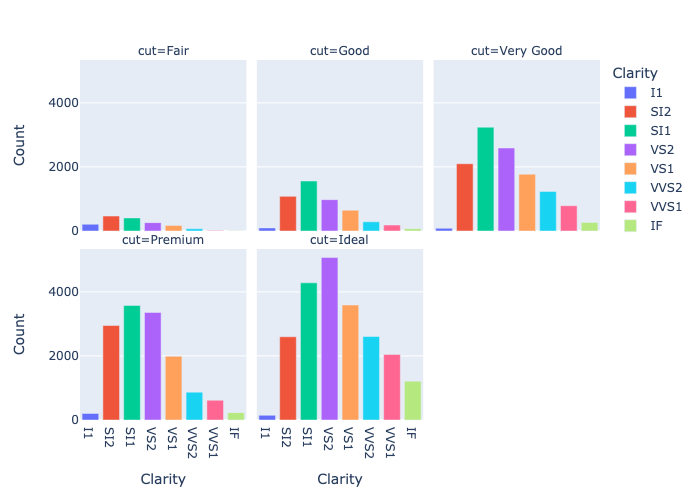 cut=Fair
cut=Good
cut=Very Good
Clarity
I1
SI2
SI1
VS2
VS1
VVS2
VVS1
IF
Count
4000
2000
0
cut=Premium
cut=Ideal
Count
4000
2000
0
I1
SI2
SI1
VS2
VS1
VVS2
VVS1
IF
I1
SI2
SI1
VS2
VS1
VVS2
VVS1
IF
Clarity
Clarity